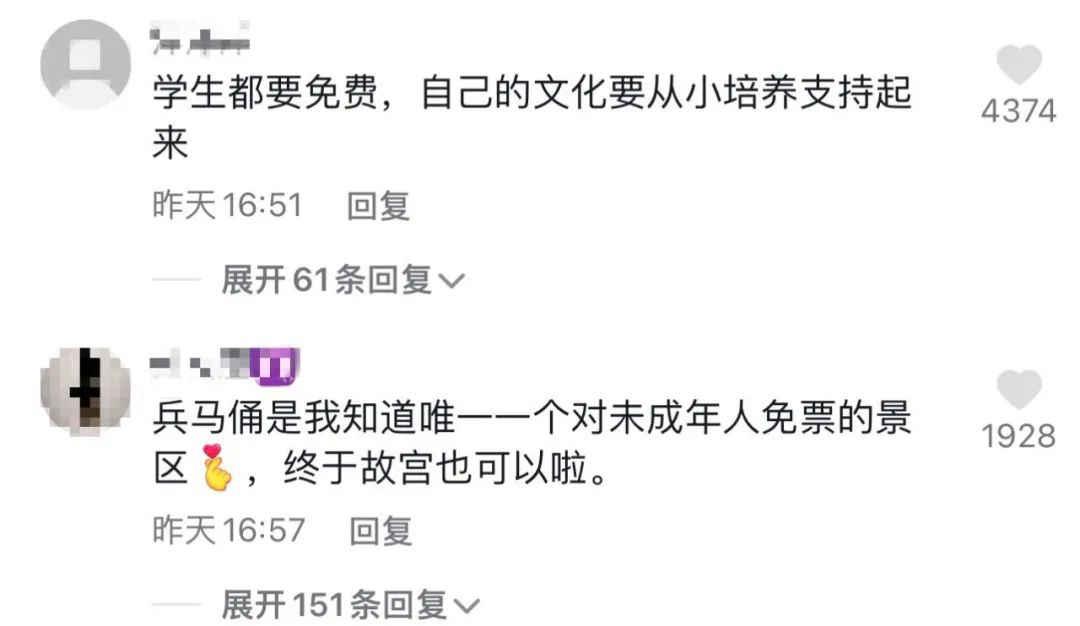 学生都要免费，自己的文化要从小培养支持起
来
4374
昨天16:51 回复
展开61条回复
兵马俑是我知道唯一一个对未成年人免票的景
区🫰，终于故宫也可以啦。
1928
昨天16:57 回复
展开151条回复